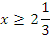 x ≥ 2 1/3